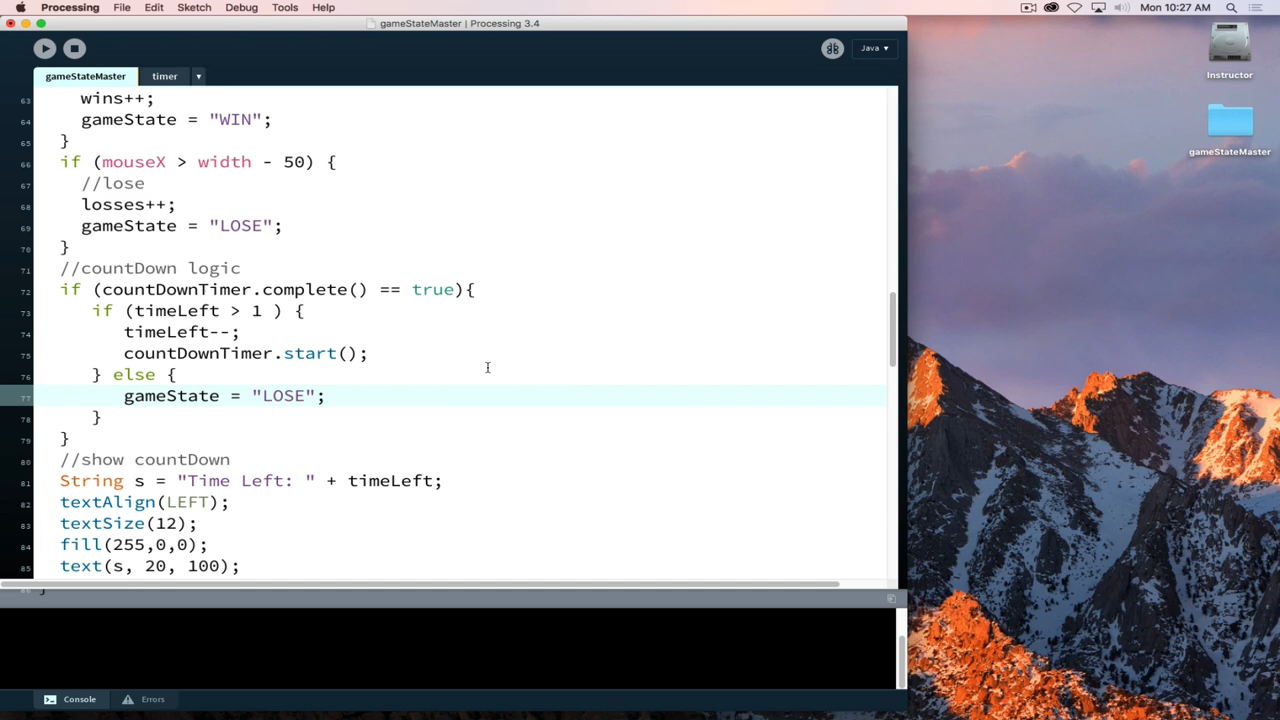 Processing File Edit Sketch Debug Tools Help Mon 10:27 AM
gameStateMaster | Processing 3.4
Java ▾
gameStateMaster timer ▾
63 wins++;
64 gameState = "WIN";
65 }
66 if (mouseX > width - 50) {
67 //lose
68 losses++;
69 gameState = "LOSE";
70 }
71 //countDown logic
72 if (countDownTimer.complete() == true){
73 if (timeLeft > 1 ) {
74 timeLeft--;
75 countDownTimer.start();
76 } else {
77 gameState = "LOSE";
78 }
79 }
80 //show countDown
81 String s = "Time Left: " + timeLeft;
82 textAlign(LEFT);
83 textSize(12);
84 fill(255,0,0);
85 text(s, 20, 100);
86 }
Console Errors
Instructor
gameStateMaster